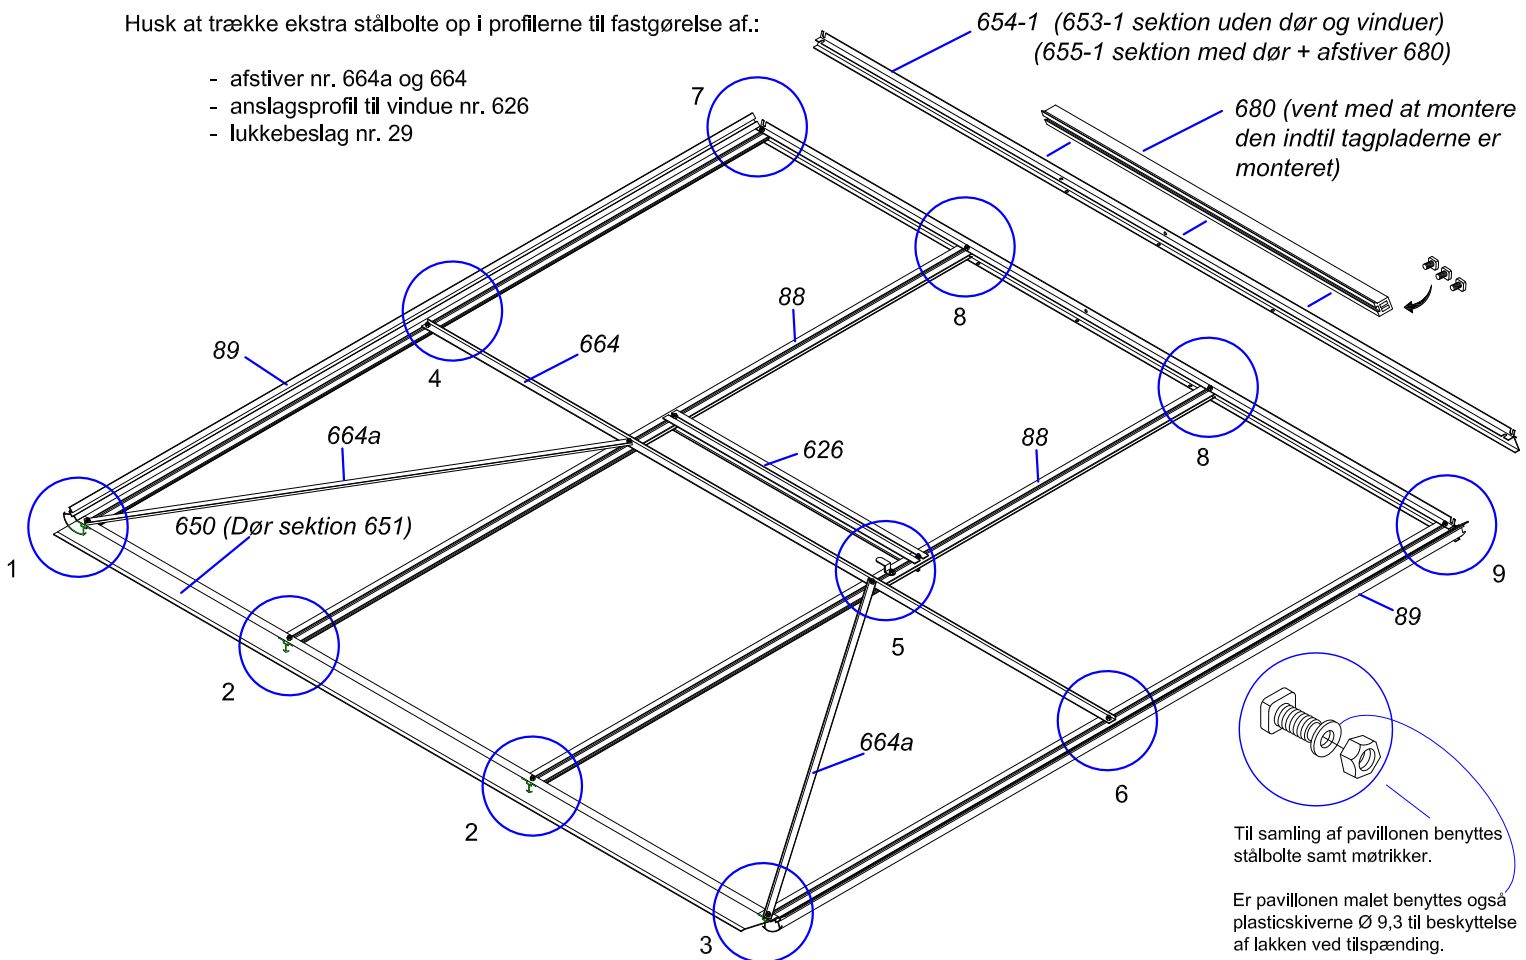 Husk at trække ekstra stålbolte op i profilerne til fastgørelse af.:
- afstiver nr. 664a og 664
- anslagsprofil til vindue nr. 626
- lukkebeslag nr. 29
654-1 (653-1 sektion uden dør og vinduer)
(655-1 sektion med dør + afstiver 680)
680 (vent med at montere
den indtil tagpladerne er
monteret)
7
8
88
89
4
664
664a
626
88
8
650 (Dør sektion 651)
1
9
89
5
2
664a
6
2
3
Til samling af pavillonen benyttes
stålbolte samt møtrikker.
Er pavillonen malet benyttes også
plasticskiverne Ø 9,3 til beskyttelse
af lakken ved tilspænding.